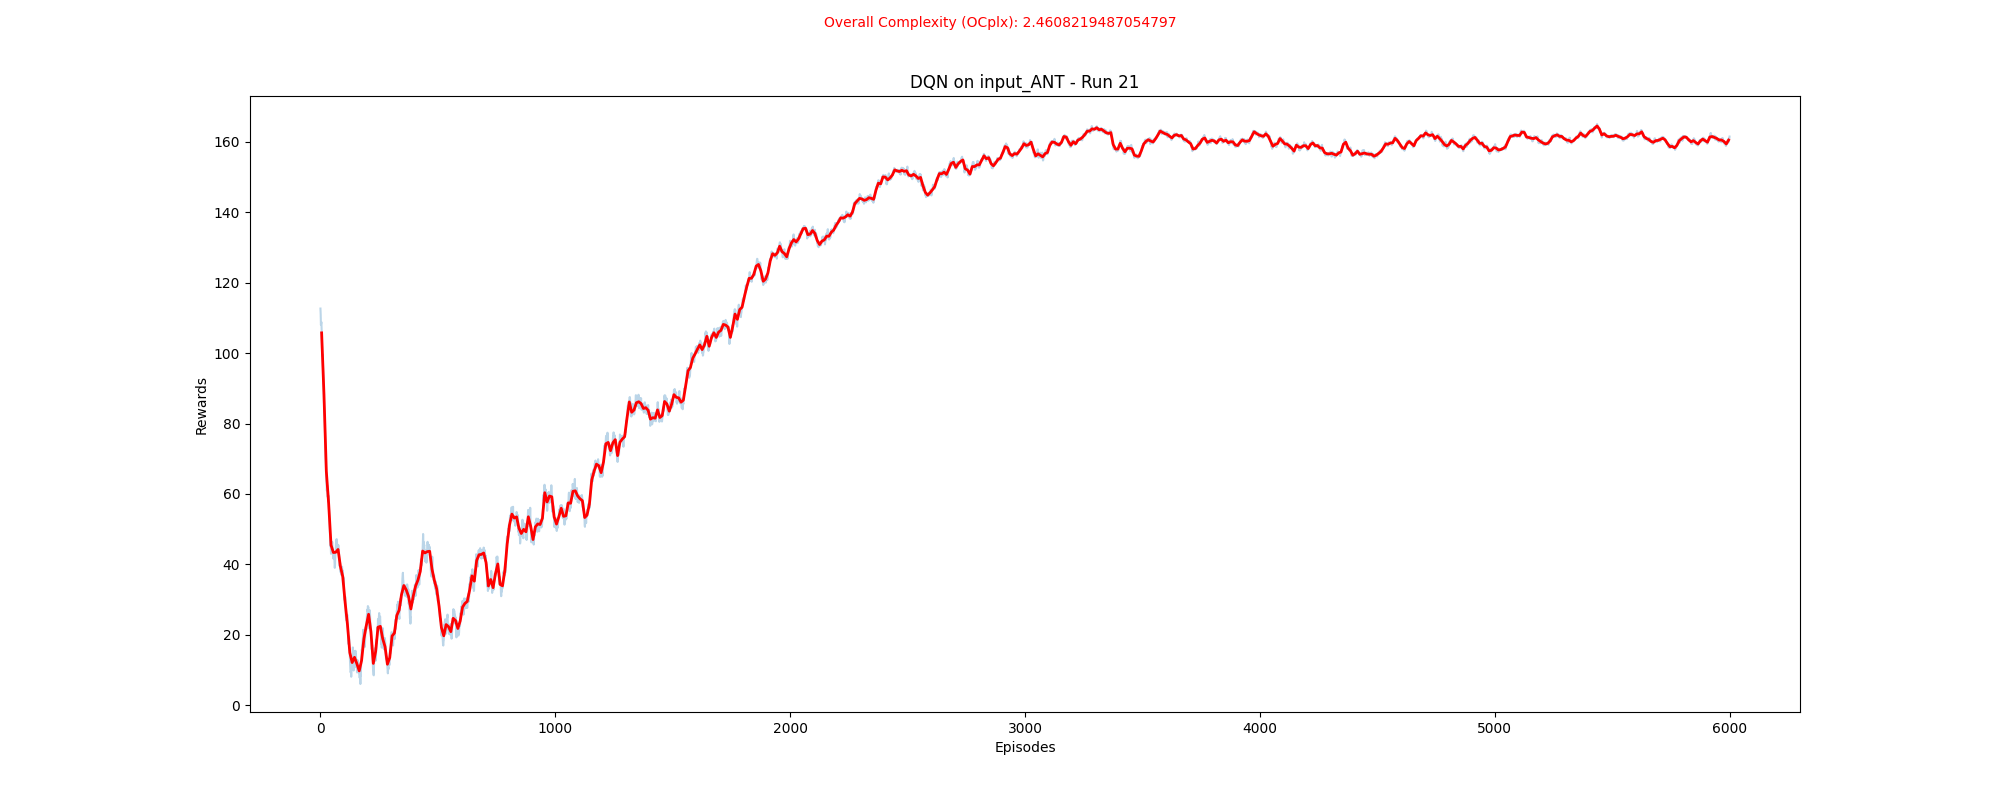 Overall Complexity (OCplx): 2.4608219487054797
DQN on input_ANT - Run 21
160
140
120
100
80
60
40
20
0
Rewards
0 1000 2000 3000 4000 5000 6000
Episodes